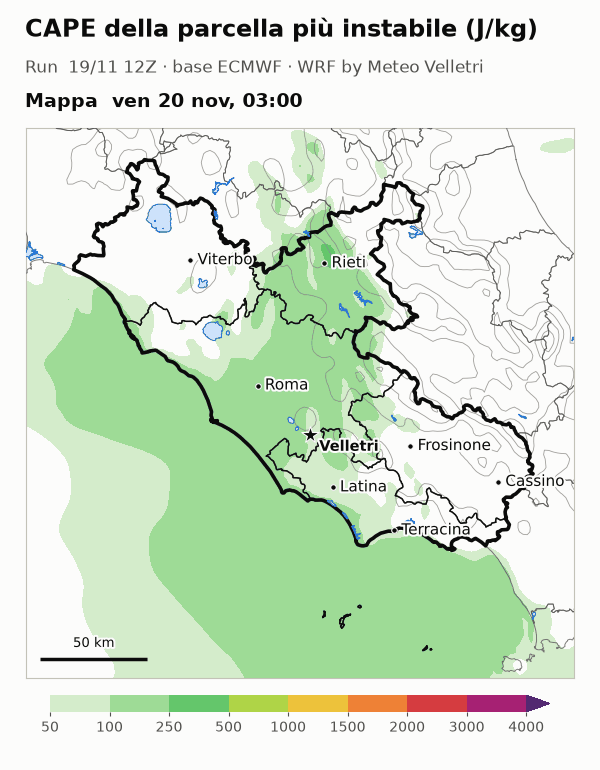 CAPE della parcella più instabile (J/kg)
Run  19/11 12Z · base ECMWF · WRF by Meteo Velletri
Mappa  ven 20 nov, 03:00
Viterbo
Rieti
Roma
Velletri
Frosinone
Latina
Cassino
Terracina
50 km
50 100 250 500 1000 1500 2000 3000 4000